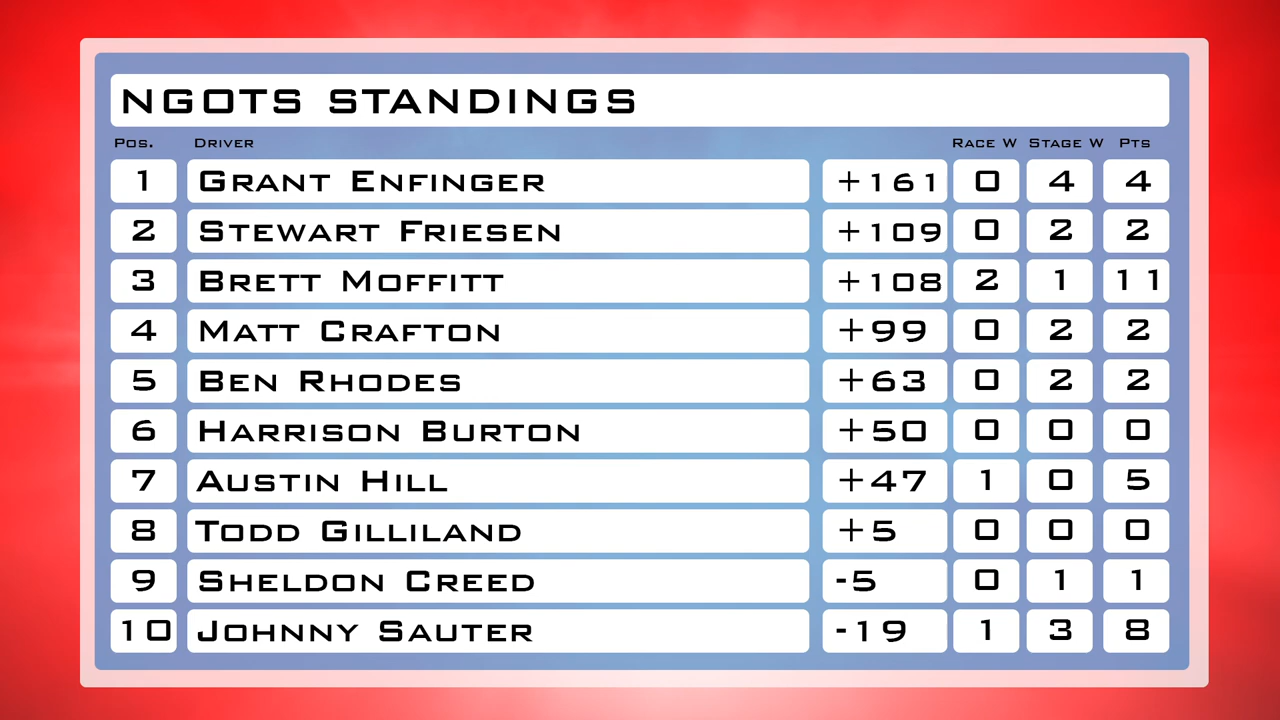 NGOTS STANDINGS
POS. DRIVER RACE W STAGE W PTS
1 GRANT ENFINGER +161 0 4 4
2 STEWART FRIESEN +109 0 2 2
3 BRETT MOFFITT +108 2 1 11
4 MATT CRAFTON +99 0 2 2
5 BEN RHODES +63 0 2 2
6 HARRISON BURTON +50 0 0 0
7 AUSTIN HILL +47 1 0 5
8 TODD GILLILAND +5 0 0 0
9 SHELDON CREED -5 0 1 1
10 JOHNNY SAUTER -19 1 3 8